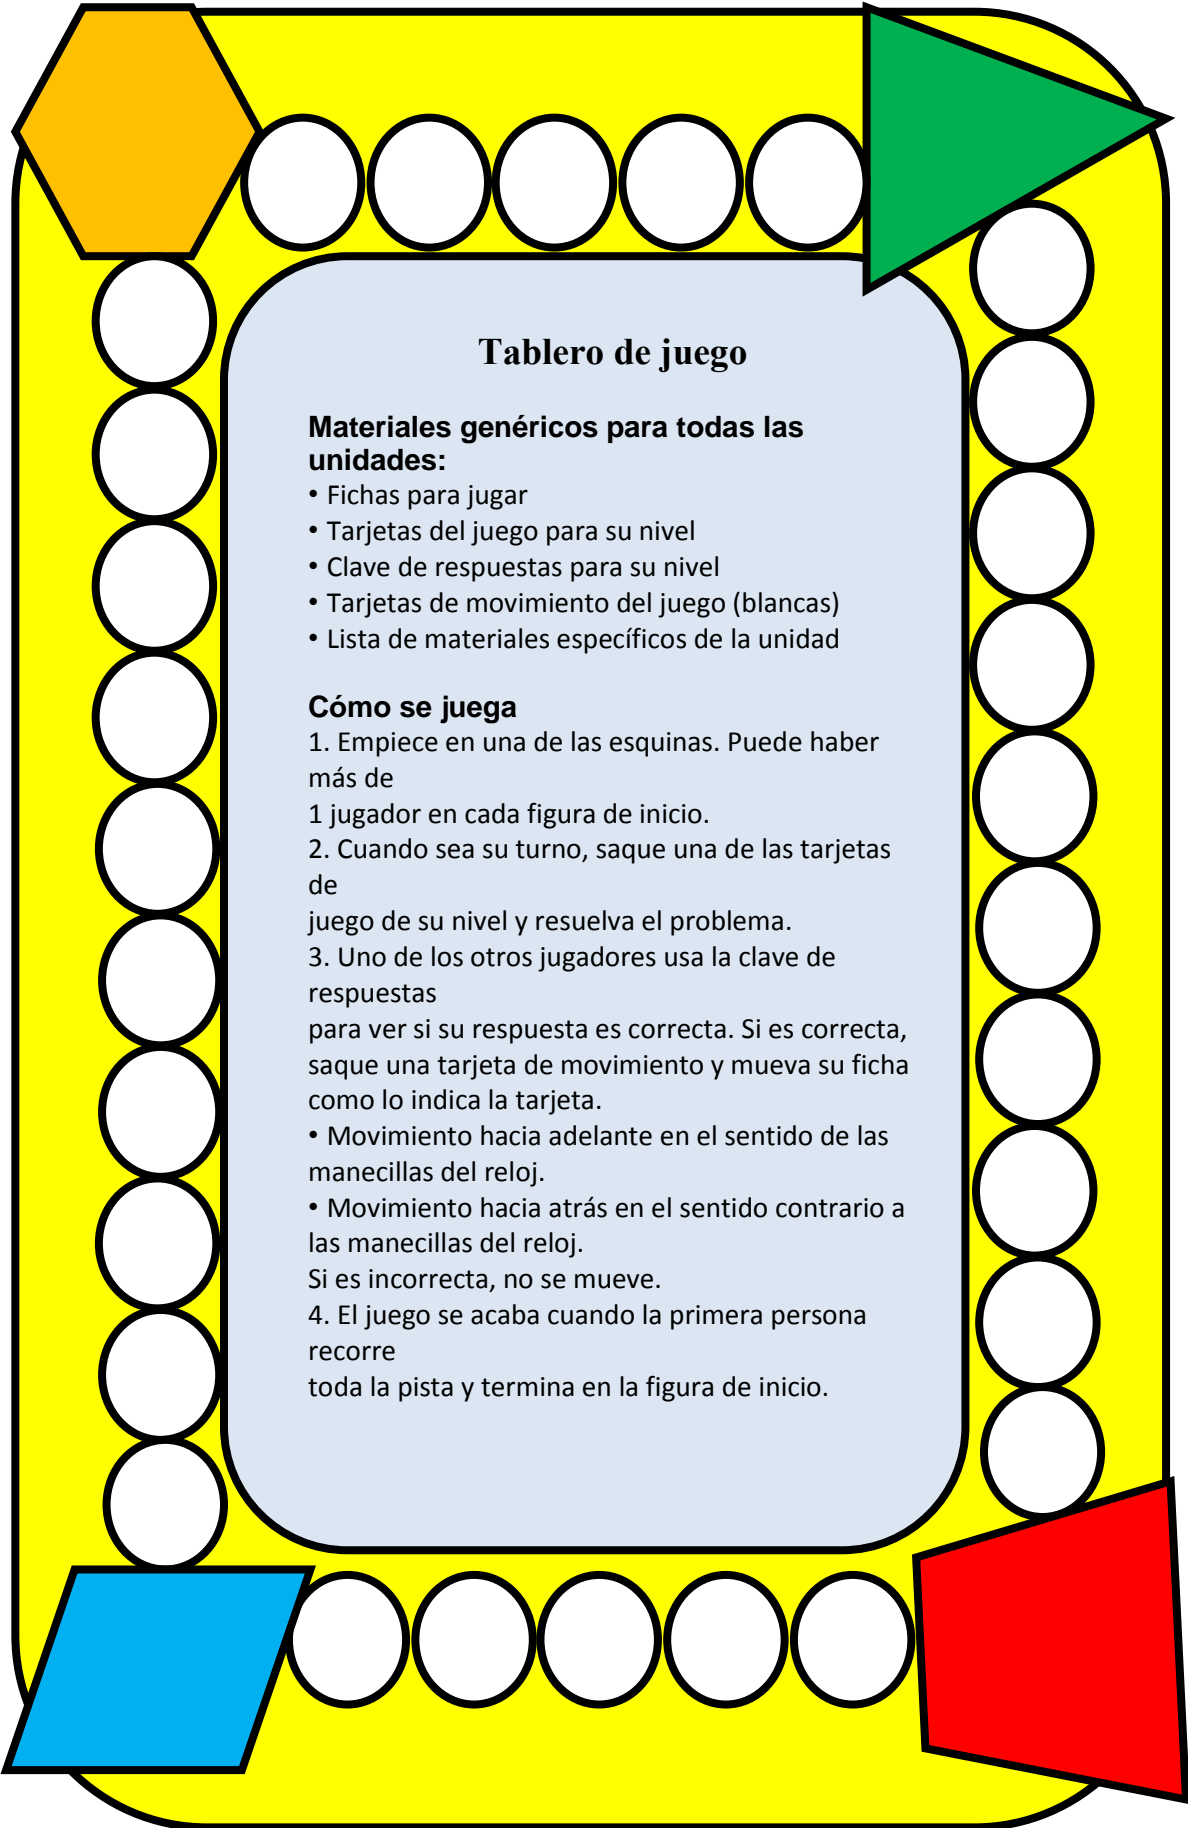 Tablero de juego
Materiales genéricos para todas las
unidades:
• Fichas para jugar
• Tarjetas del juego para su nivel
• Clave de respuestas para su nivel
• Tarjetas de movimiento del juego (blancas)
• Lista de materiales específicos de la unidad
Cómo se juega
1. Empiece en una de las esquinas. Puede haber
más de
1 jugador en cada figura de inicio.
2. Cuando sea su turno, saque una de las tarjetas
de
juego de su nivel y resuelva el problema.
3. Uno de los otros jugadores usa la clave de
respuestas
para ver si su respuesta es correcta. Si es correcta,
saque una tarjeta de movimiento y mueva su ficha
como lo indica la tarjeta.
• Movimiento hacia adelante en el sentido de las
manecillas del reloj.
• Movimiento hacia atrás en el sentido contrario a
las manecillas del reloj.
Si es incorrecta, no se mueve.
4. El juego se acaba cuando la primera persona
recorre
toda la pista y termina en la figura de inicio.